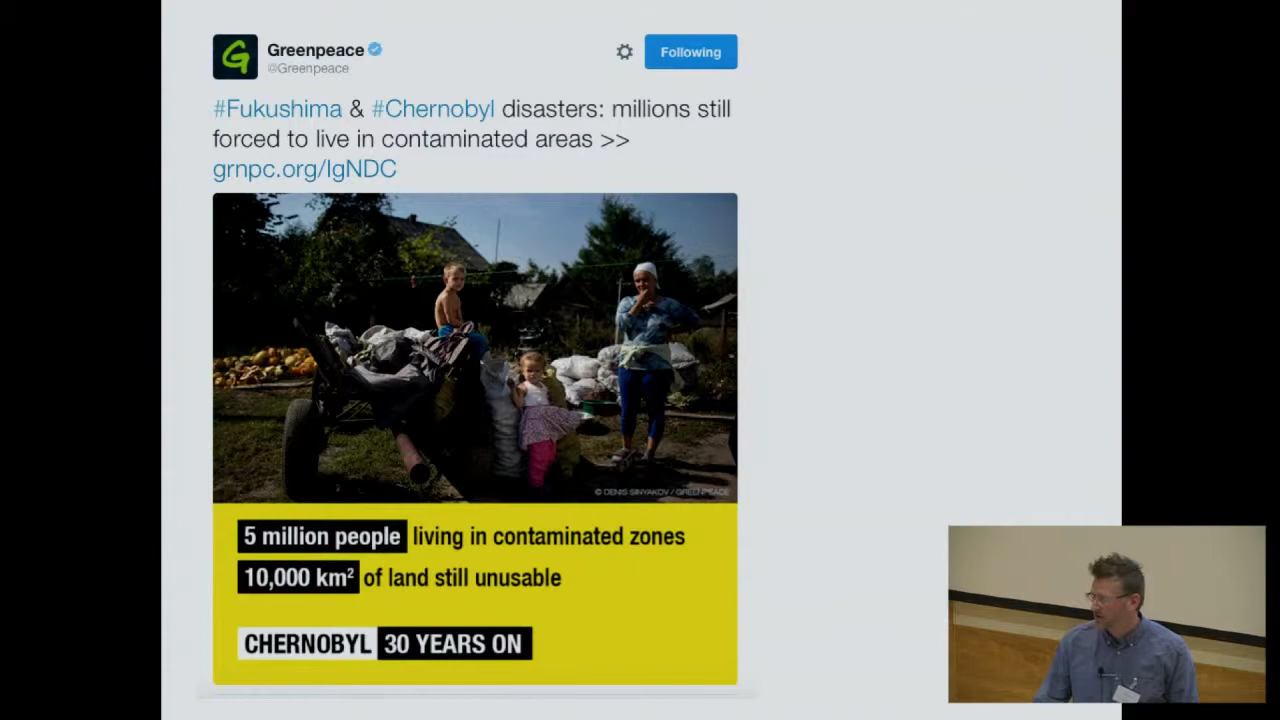 Greenpeace
@Greenpeace
Following
#Fukushima & #Chernobyl disasters: millions still
forced to live in contaminated areas >>
grnpc.org/IgNDC
© DENIS SINYAKOV / GREENPEACE
5 million people living in contaminated zones
10,000 km² of land still unusable
CHERNOBYL 30 YEARS ON